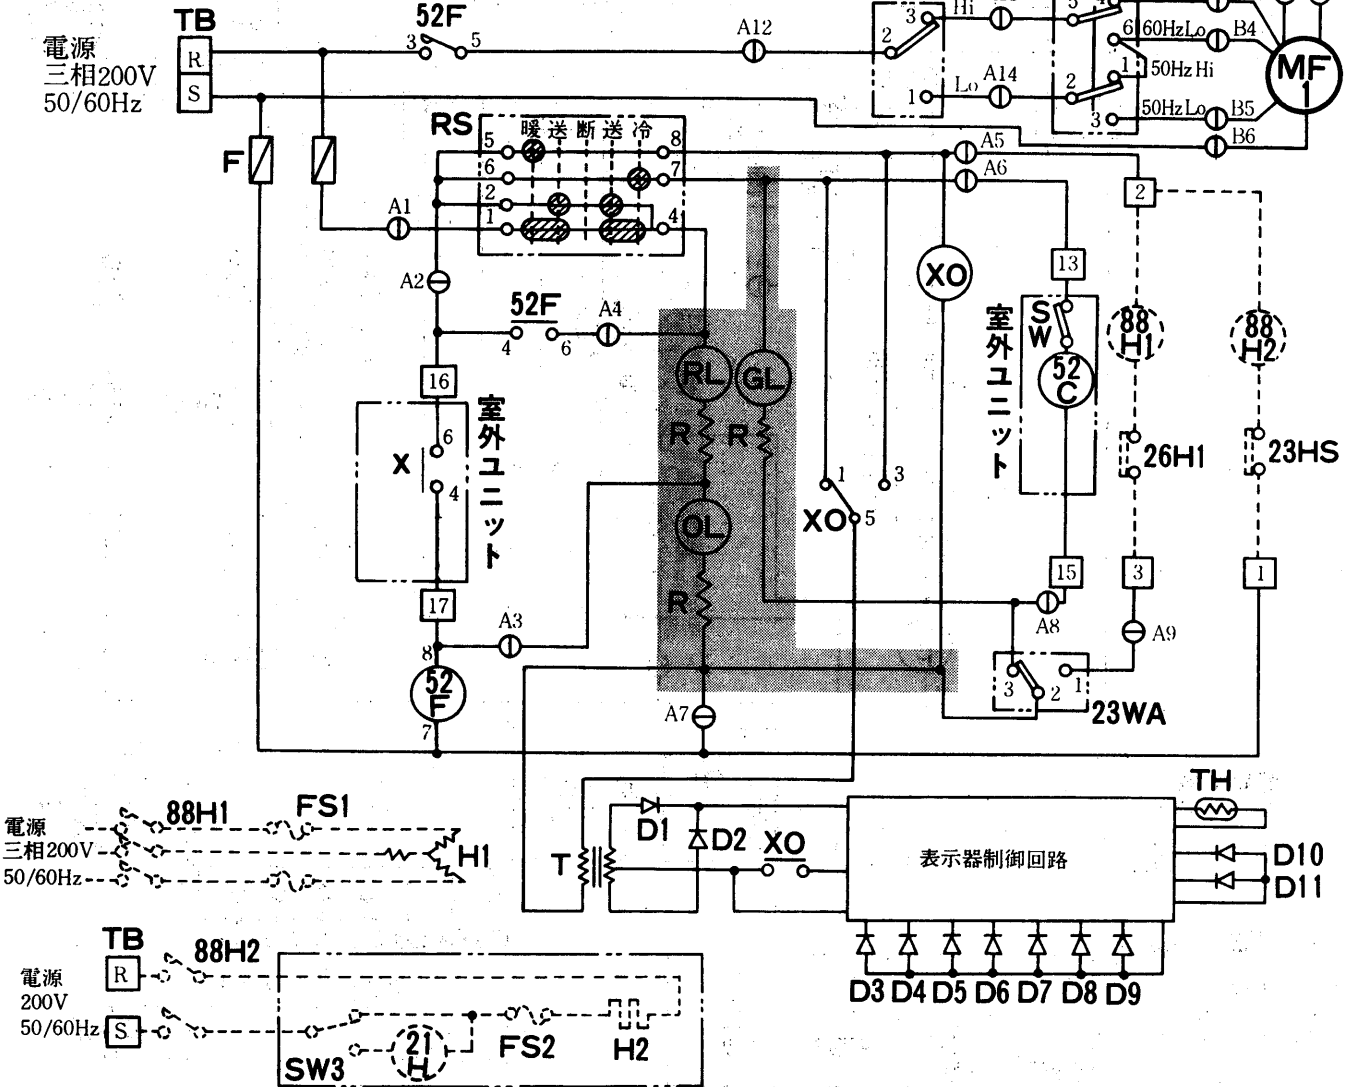 52F
TB
電源
三相200V
50/60Hz
R
S
3
5
A12
2
3
1
Hi
Lo
A14
5
4
6
60HzLo
B4
1
50Hz Hi
2
3
50HzLo
B5
B6
MF
1
RS
暖 送 断 送 冷
5
6
2
1
8
7
4
F
A1
A2
A5
A6
2
52F
A4
4
6
XO
13
室外ユニット
SW
52
C
88
H1
88
H2
16
室外ユニット
X
6
4
RL
GL
R
R
OL
R
1
3
XO
5
26H1
23HS
17
A3
8
52
F
7
15
3
1
A8
A9
3
2
1
23WA
A7
電源
三相200V
50/60Hz
88H1
FS1
H1
T
D1
D2
XO
表示器制御回路
TH
D10
D11
D3 D4 D5 D6 D7 D8 D9
TB
電源
200V
50/60Hz
R
S
88H2
SW3
21
H
FS2
H2